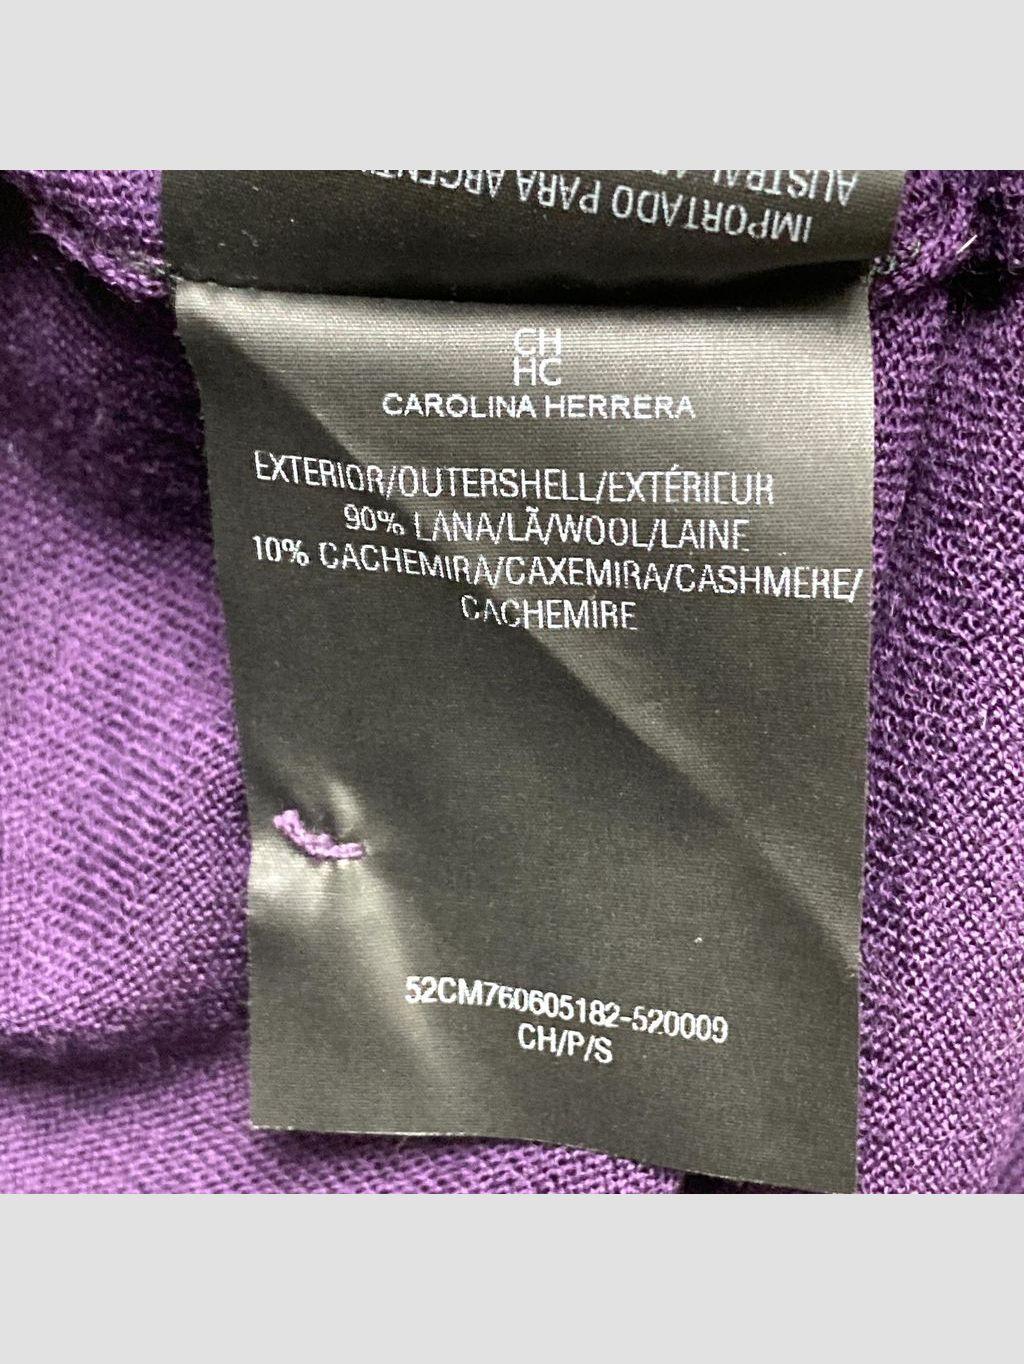 IMPORTADO PARA
CH
HC
CAROLINA HERRERA
EXTERIOR/OUTERSHELL/EXTÉRIEUR
90% LANA/LÃ/WOOL/LAINE
10% CACHEMIRA/CAXEMIRA/CASHMERE/
CACHEMIRE
52CM760605182-520009
CH/P/S